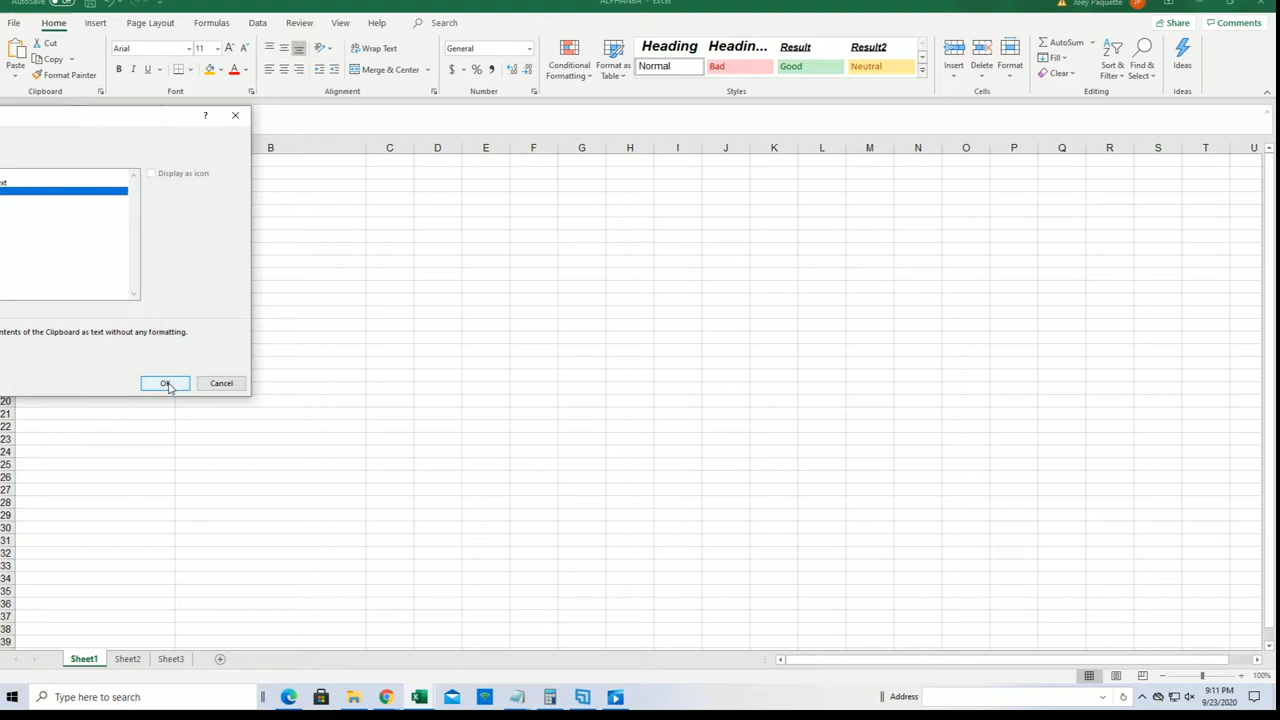 AutoSave Off ALPHANBA - Excel Joey Paquette JP
File Home Insert Page Layout Formulas Data Review View Help Search Share Comments
Paste Cut Copy Format Painter Clipboard
Arial 11 B I U A Font
Wrap Text Merge & Center Alignment
General $ % , Number
Conditional Formatting Format as Table
Heading Headin... Result Result2
Normal Bad Good Neutral
Styles
Insert Delete Format Cells
AutoSum Fill Clear Sort & Filter Find & Select Editing
Ideas Ideas
?
B C D E F G H I J K L M N O P Q R S T U
Display as icon
ntents of the Clipboard as text without any formatting.
OK Cancel
20
21
22
23
24
25
26
27
28
29
30
31
32
33
34
35
36
37
38
39
Sheet1 Sheet2 Sheet3
100%
Type here to search Address 9:11 PM
9/23/2020